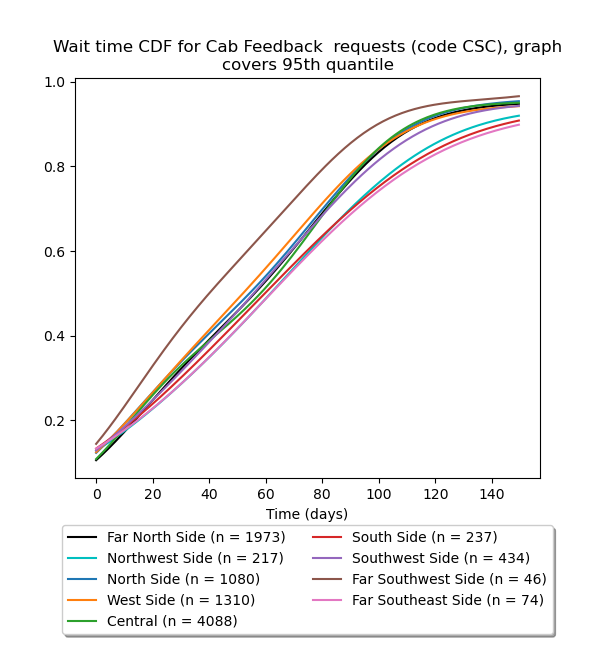 Wait time CDF for Cab Feedback  requests (code CSC), graph
covers 95th quantile
1.0
0.8
0.6
0.4
0.2
0 20 40 60 80 100 120 140
Time (days)
Far North Side (n = 1973)
Northwest Side (n = 217)
North Side (n = 1080)
West Side (n = 1310)
Central (n = 4088)
South Side (n = 237)
Southwest Side (n = 434)
Far Southwest Side (n = 46)
Far Southeast Side (n = 74)